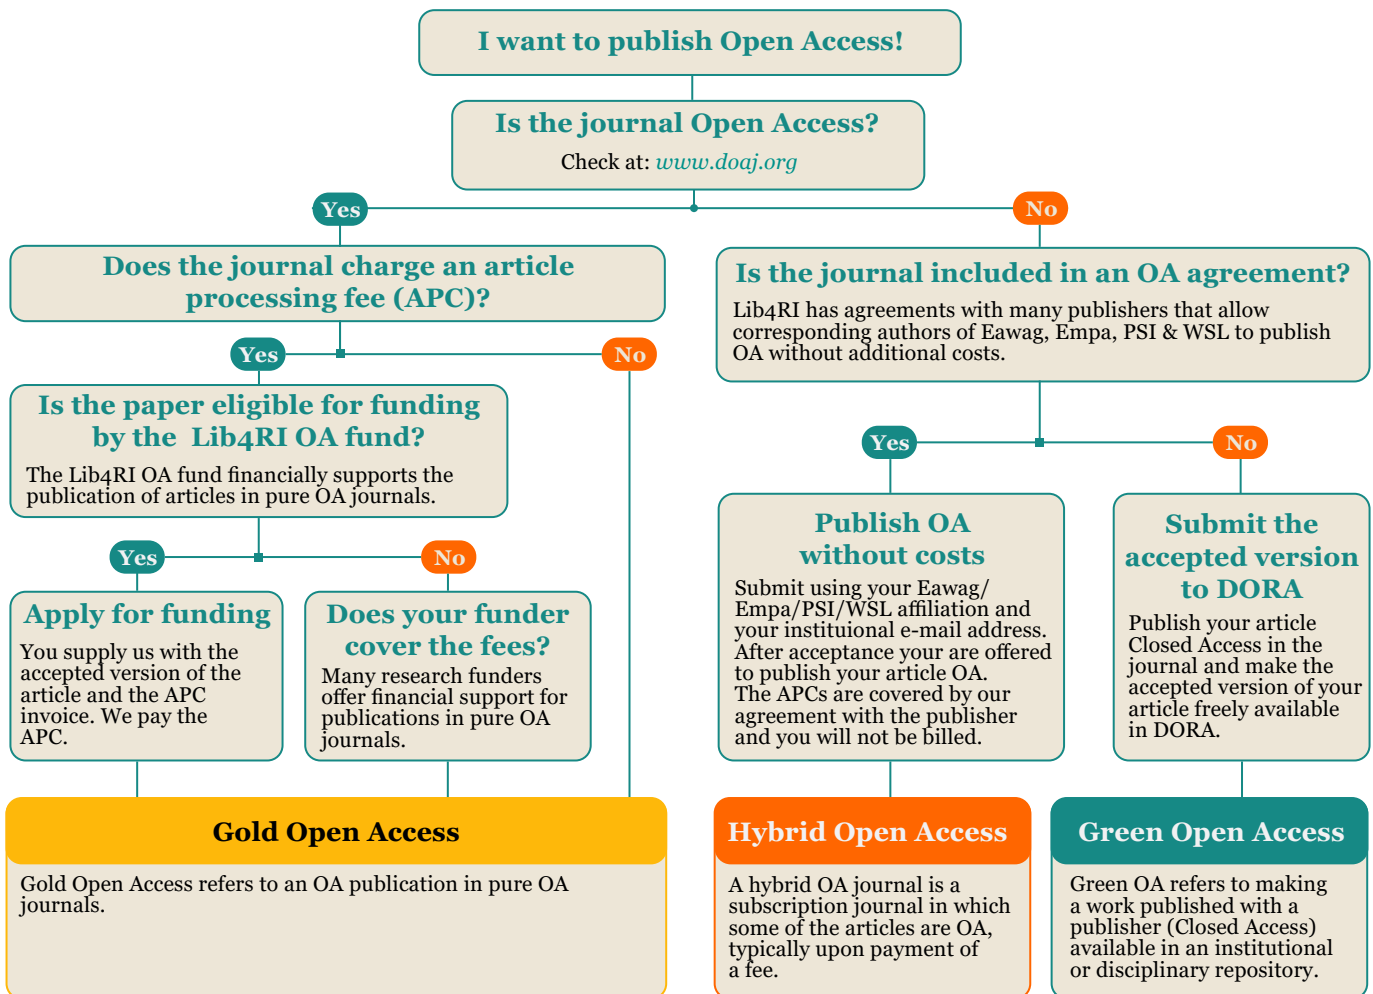 I want to publish Open Access!
Is the journal Open Access?
Check at: www.doaj.org
Yes
No
Does the journal charge an article
processing fee (APC)?
Is the journal included in an OA agreement?
Lib4RI has agreements with many publishers that allow
corresponding authors of Eawag, Empa, PSI & WSL to publish
OA without additional costs.
Yes
No
Is the paper eligible for funding
by the Lib4RI OA fund?
The Lib4RI OA fund financially supports the
publication of articles in pure OA journals.
Yes
No
Yes
No
Apply for funding
You supply us with the
accepted version of the
article and the APC
invoice. We pay the
APC.
Does your funder
cover the fees?
Many research funders
offer financial support for
publications in pure OA
journals.
Publish OA
without costs
Submit using your Eawag/
Empa/PSI/WSL affiliation and
your instituional e-mail address.
After acceptance your are offered
to publish your article OA.
The APCs are covered by our
agreement with the publisher
and you will not be billed.
Submit the
accepted version
to DORA
Publish your article
Closed Access in the
journal and make the
accepted version of your
article freely available
in DORA.
Gold Open Access
Gold Open Access refers to an OA publication in pure OA
journals.
Hybrid Open Access
A hybrid OA journal is a
subscription journal in which
some of the articles are OA,
typically upon payment of
a fee.
Green Open Access
Green OA refers to making
a work published with a
publisher (Closed Access)
available in an institutional
or disciplinary repository.